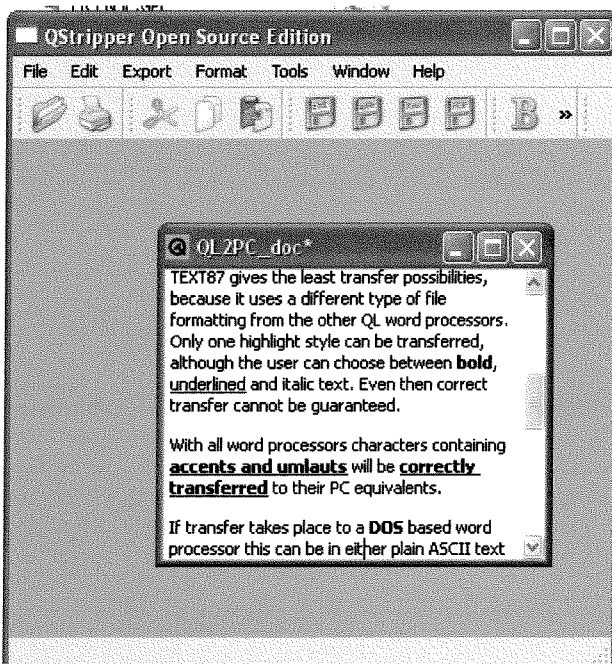 QStripper Open Source Edition
File Edit Export Format Tools Window Help
B »
QL2PC_doc*
TEXT87 gives the least transfer possibilities,
because it uses a different type of file
formatting from the other QL word processors.
Only one highlight style can be transferred,
although the user can choose between bold,
underlined and italic text. Even then correct
transfer cannot be guaranteed.
With all word processors characters containing
accents and umlauts will be correctly
transferred to their PC equivalents.
If transfer takes place to a DOS based word
processor this can be in either plain ASCII text